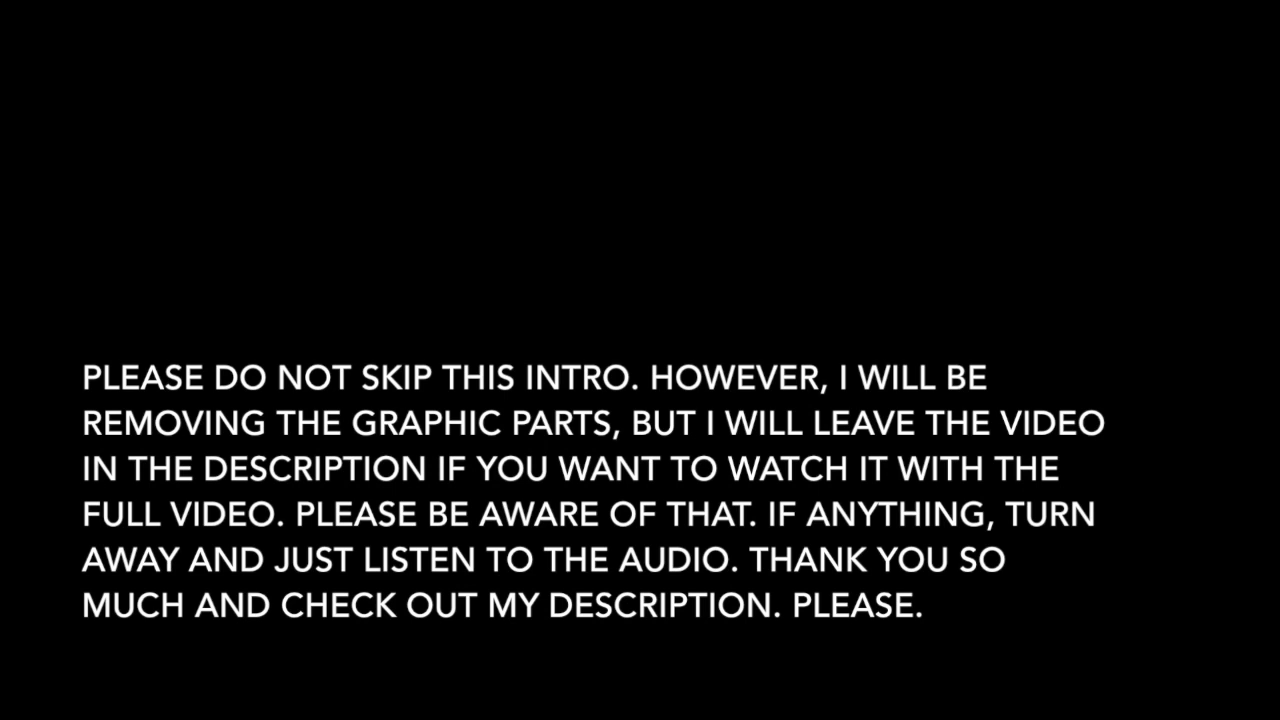 PLEASE DO NOT SKIP THIS INTRO. HOWEVER, I WILL BE
REMOVING THE GRAPHIC PARTS, BUT I WILL LEAVE THE VIDEO
IN THE DESCRIPTION IF YOU WANT TO WATCH IT WITH THE
FULL VIDEO. PLEASE BE AWARE OF THAT. IF ANYTHING, TURN
AWAY AND JUST LISTEN TO THE AUDIO. THANK YOU SO
MUCH AND CHECK OUT MY DESCRIPTION. PLEASE.